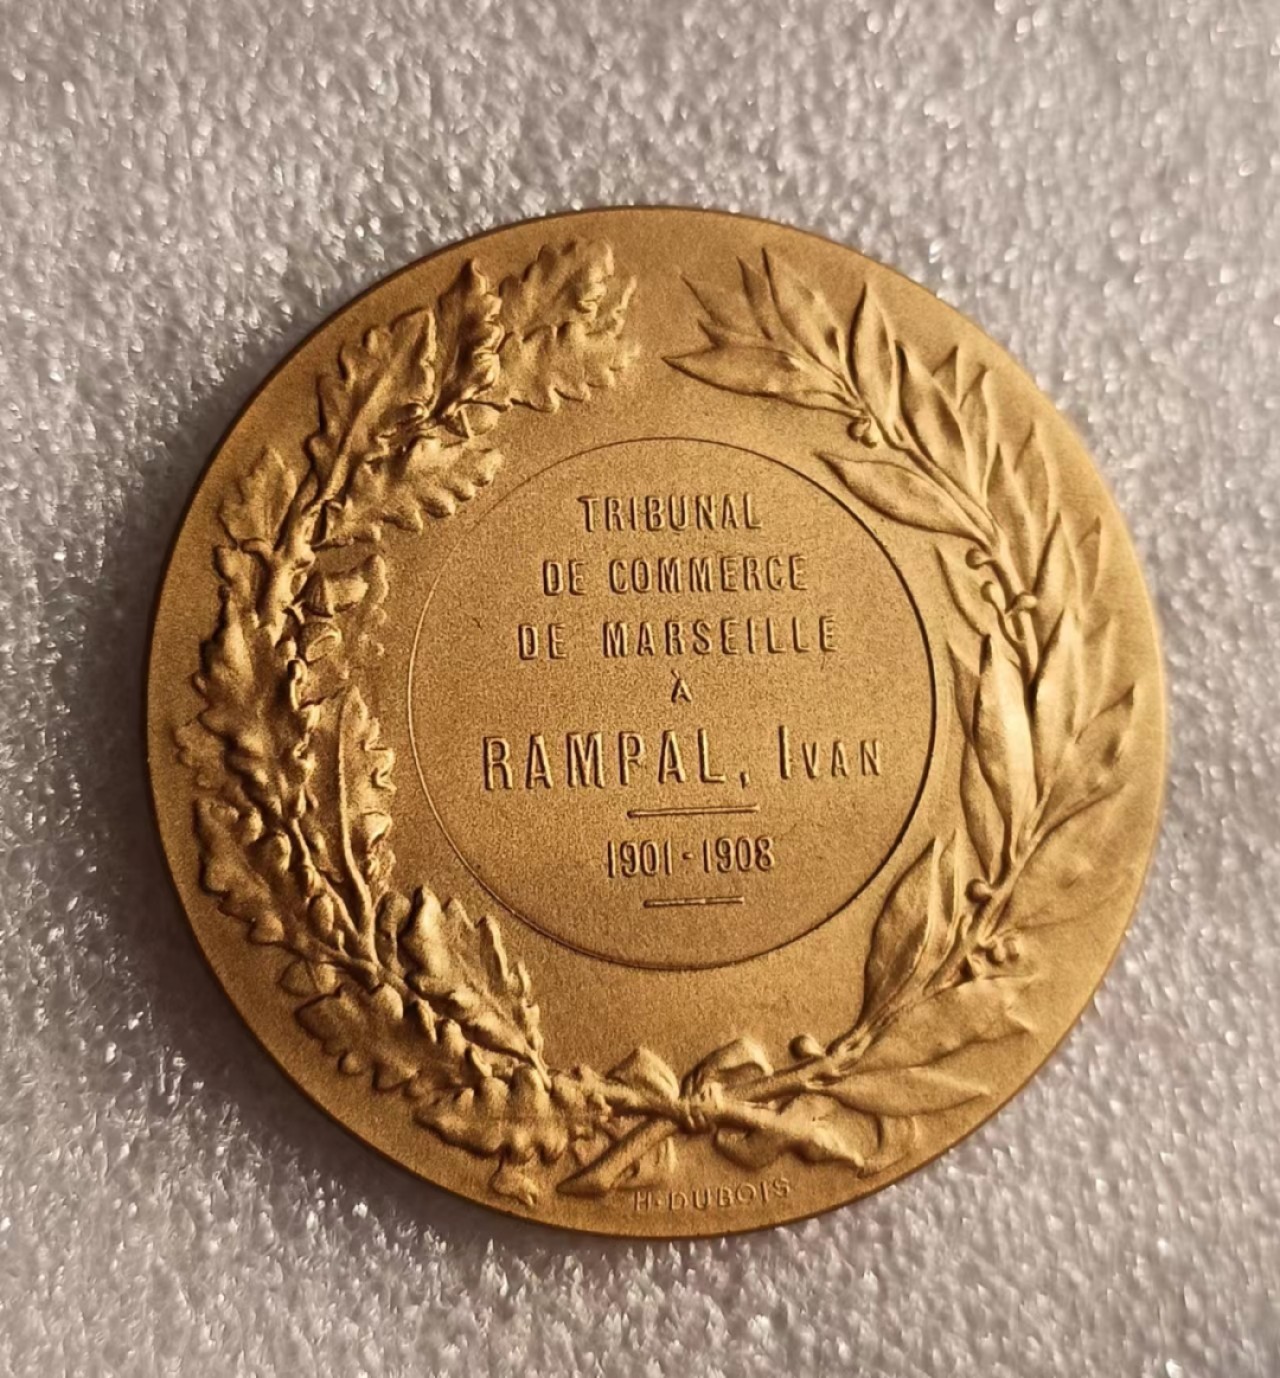 TRIBUNAL
DE COMMERCE
DE MARSEILLE
À
RAMPAL, IVAN
1901-1908
H·DUBOIS